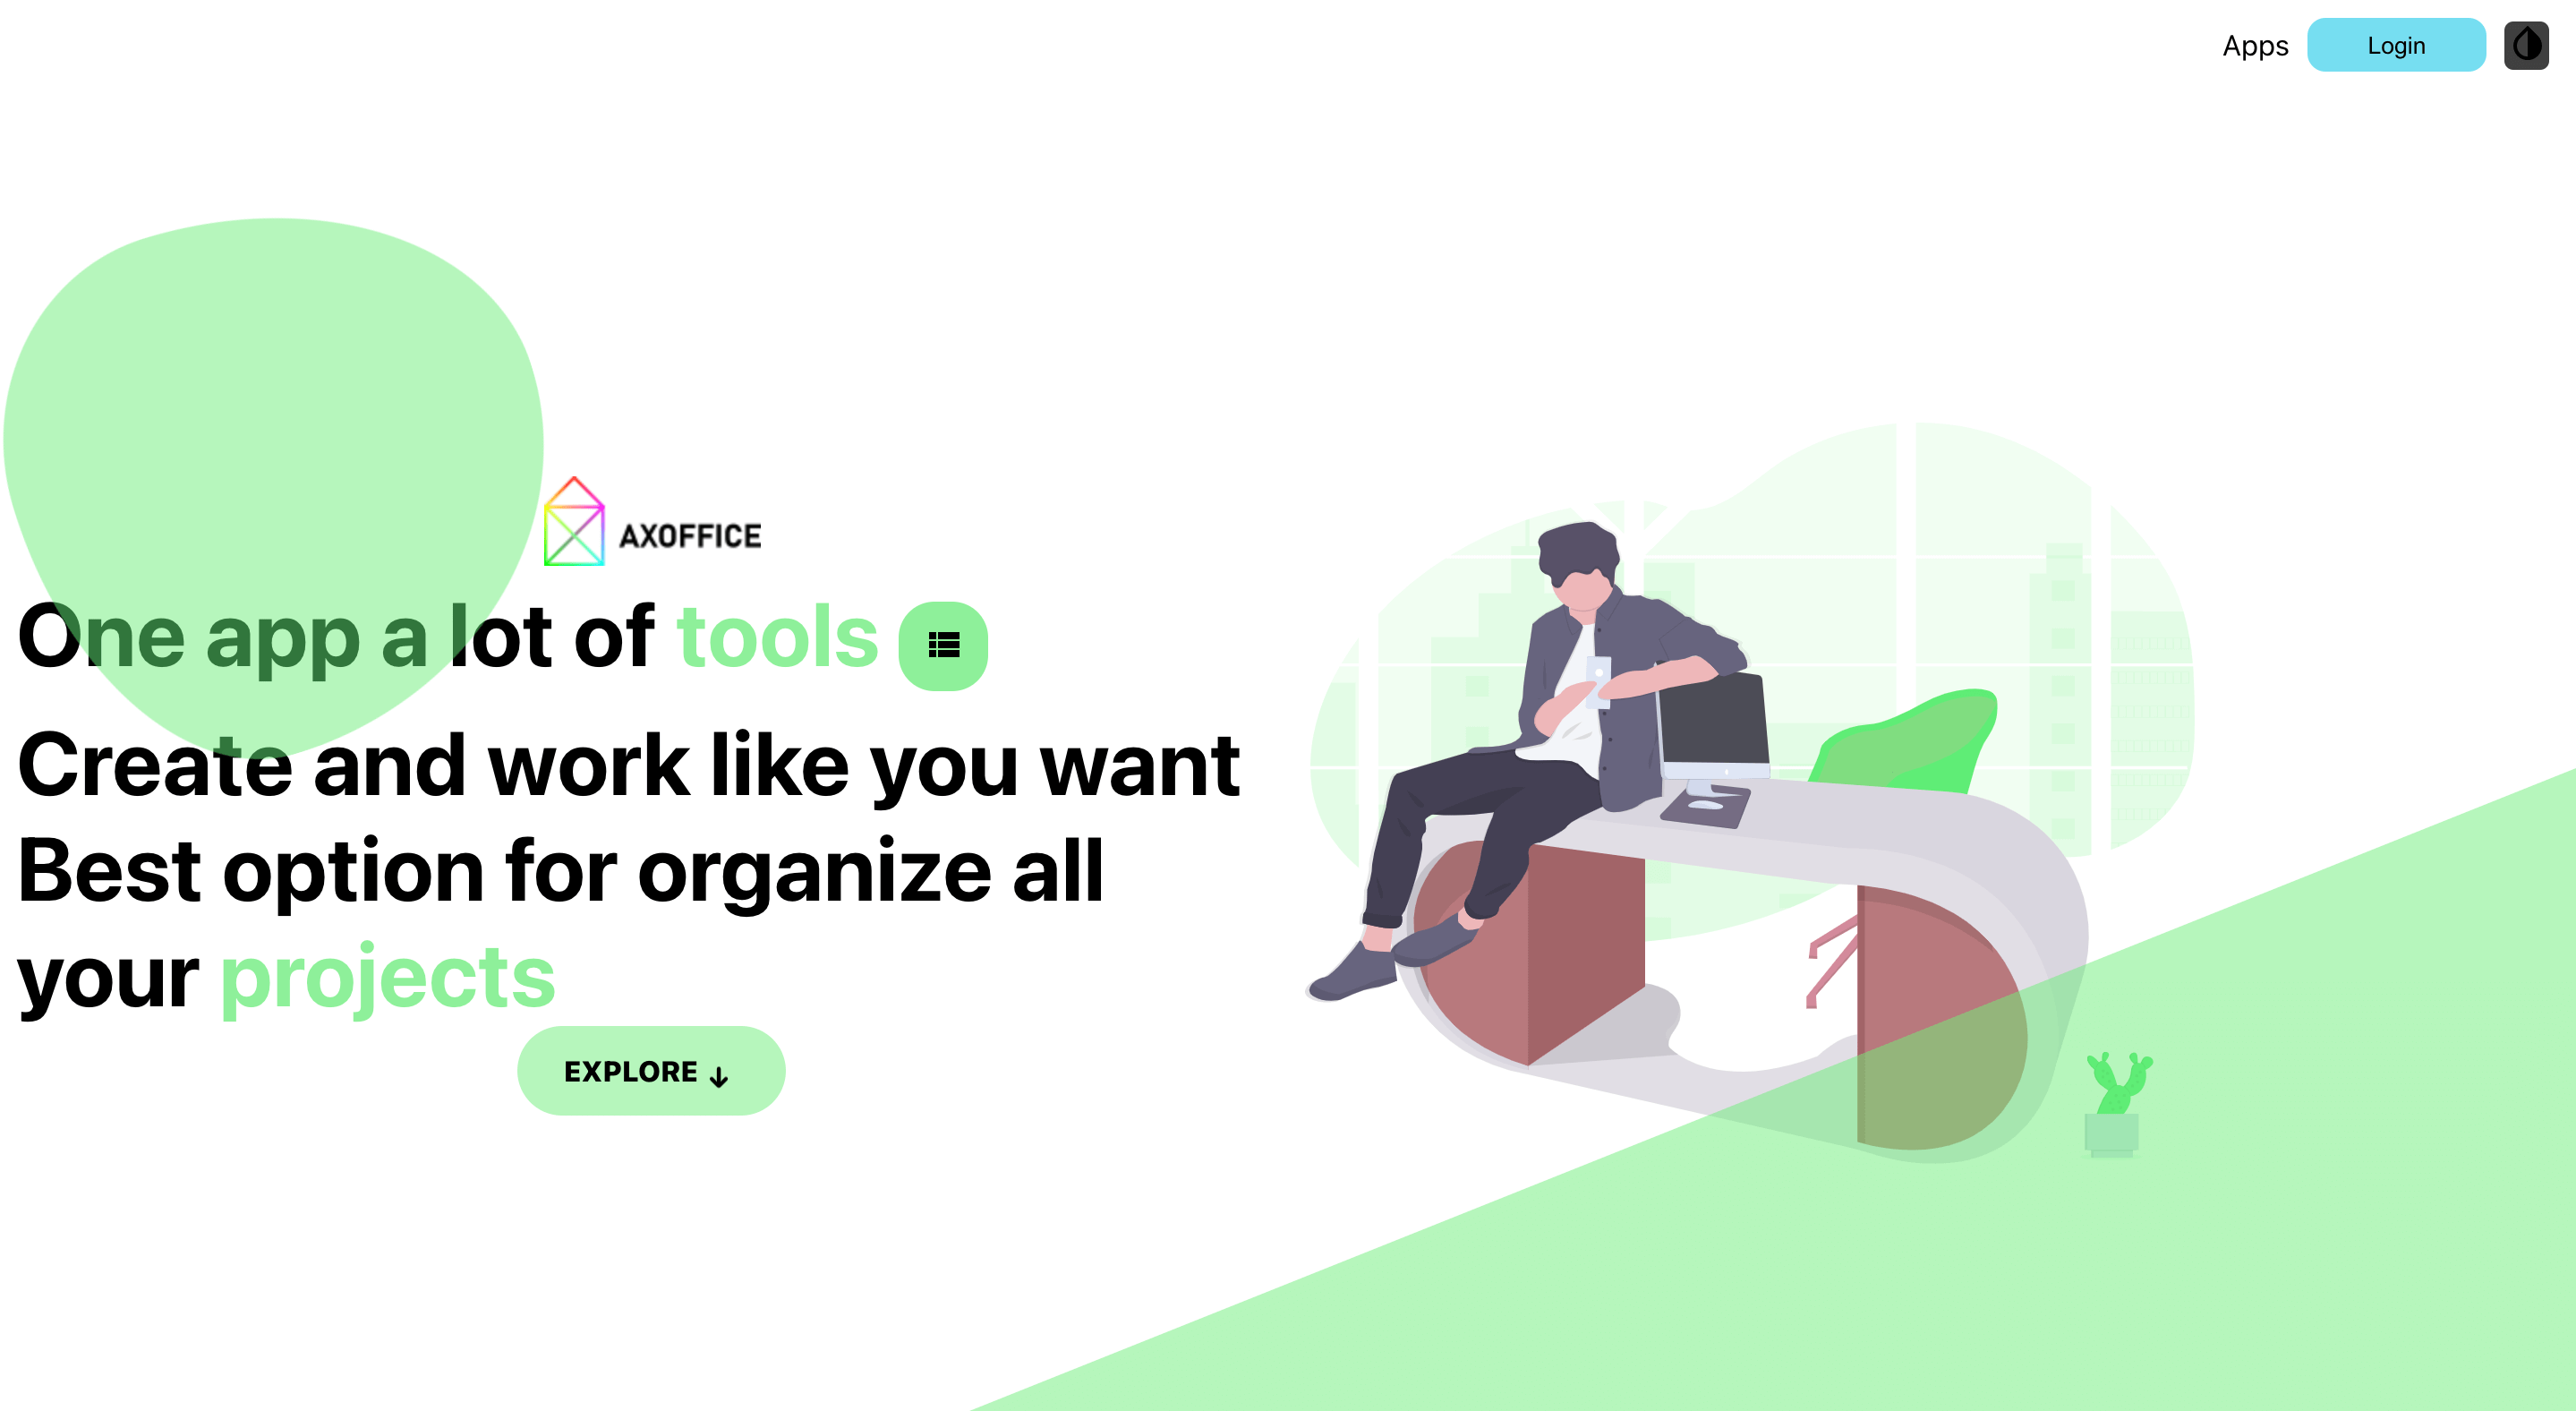 Apps
Login
AXOFFICE
One app a lot of tools
Create and work like you want
Best option for organize all
your projects
EXPLORE